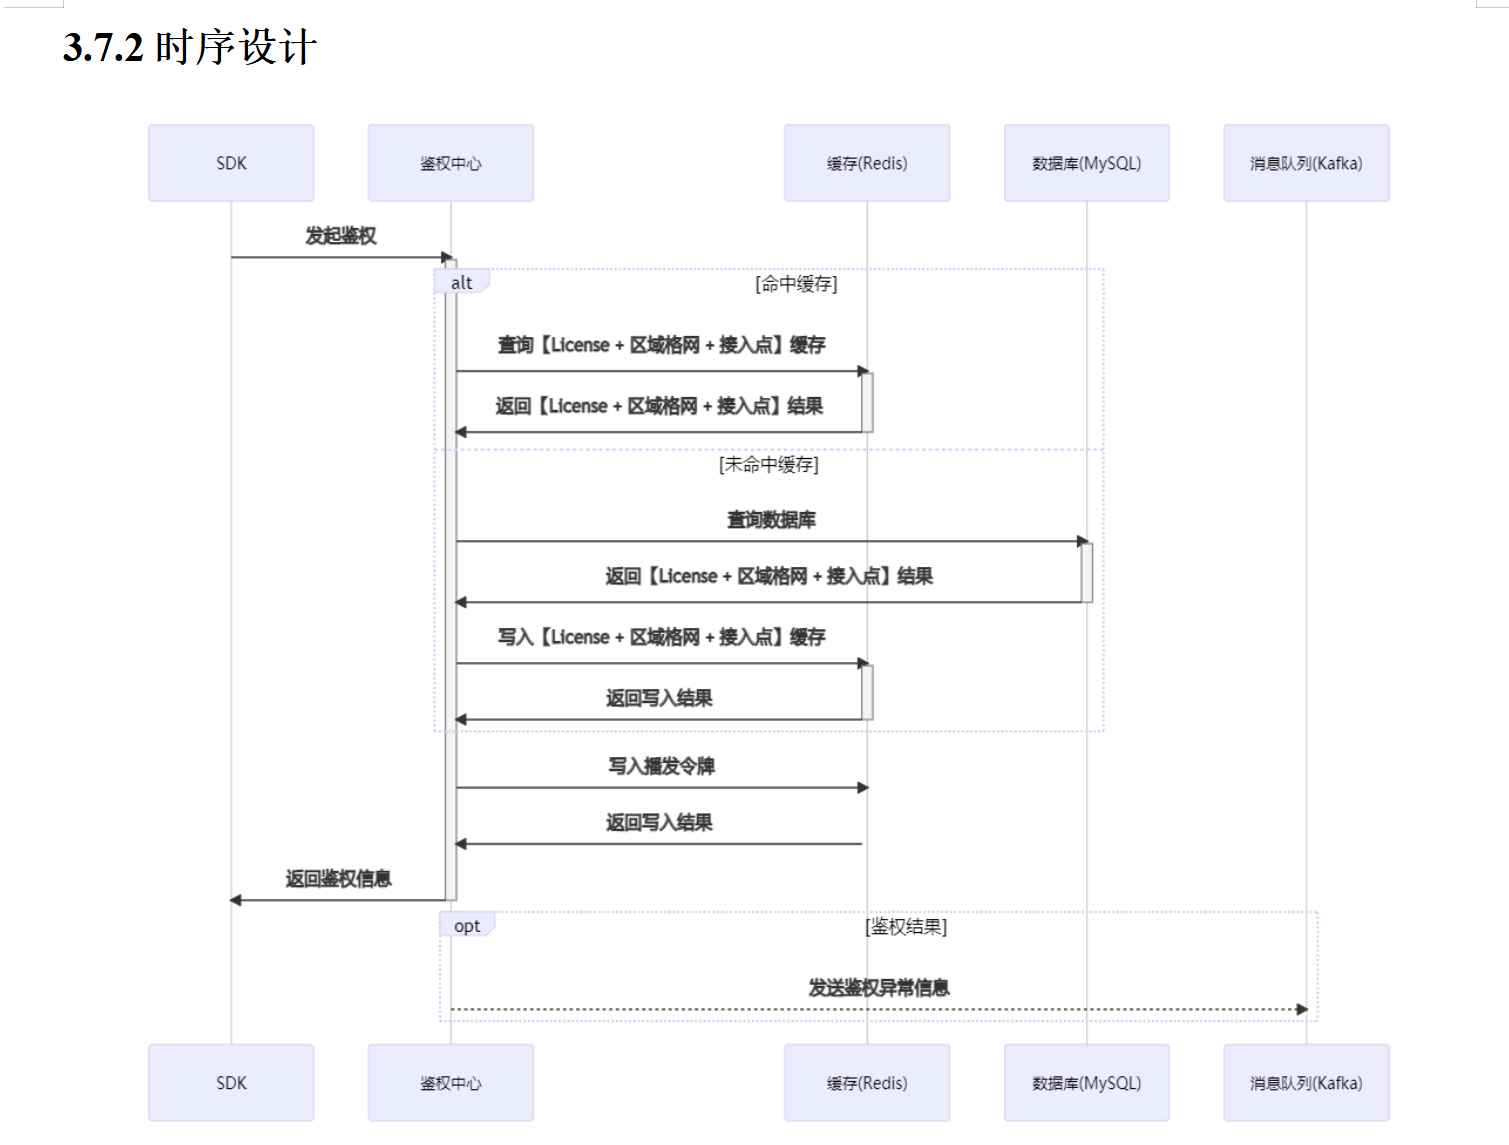 3.7.2 时序设计
SDK
鉴权中心
缓存(Redis)
数据库(MySQL)
消息队列(Kafka)
发起鉴权
alt
[命中缓存]
查询【License + 区域格网 + 接入点】缓存
返回【License + 区域格网 + 接入点】结果
[未命中缓存]
查询数据库
返回【License + 区域格网 + 接入点】结果
写入【License + 区域格网 + 接入点】缓存
返回写入结果
写入播发令牌
返回写入结果
返回鉴权信息
opt
[鉴权结果]
发送鉴权异常信息
SDK
鉴权中心
缓存(Redis)
数据库(MySQL)
消息队列(Kafka)